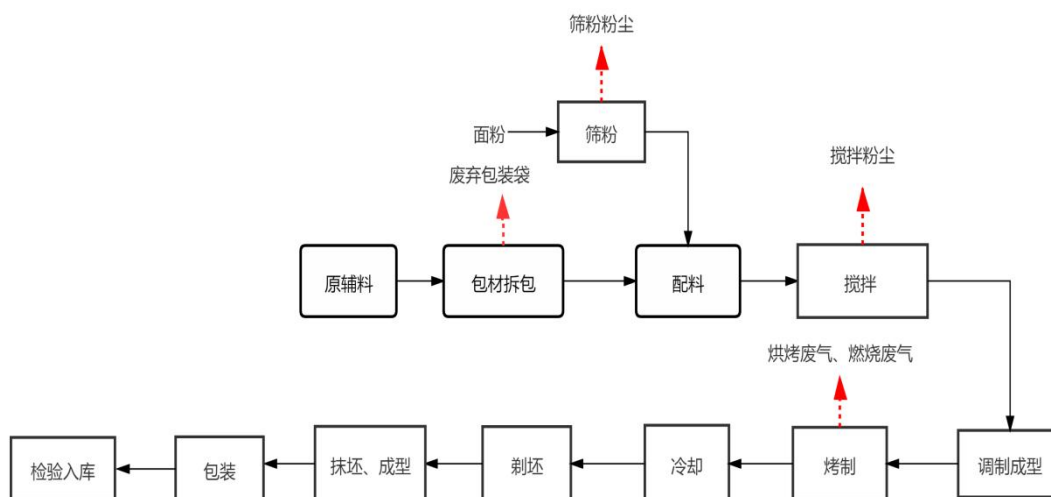 筛粉粉尘
面粉
筛粉
搅拌粉尘
废弃包装袋
原辅料
包材拆包
配料
搅拌
烘烤废气、燃烧废气
检验入库
包装
抹坯、成型
剃坯
冷却
烤制
调制成型